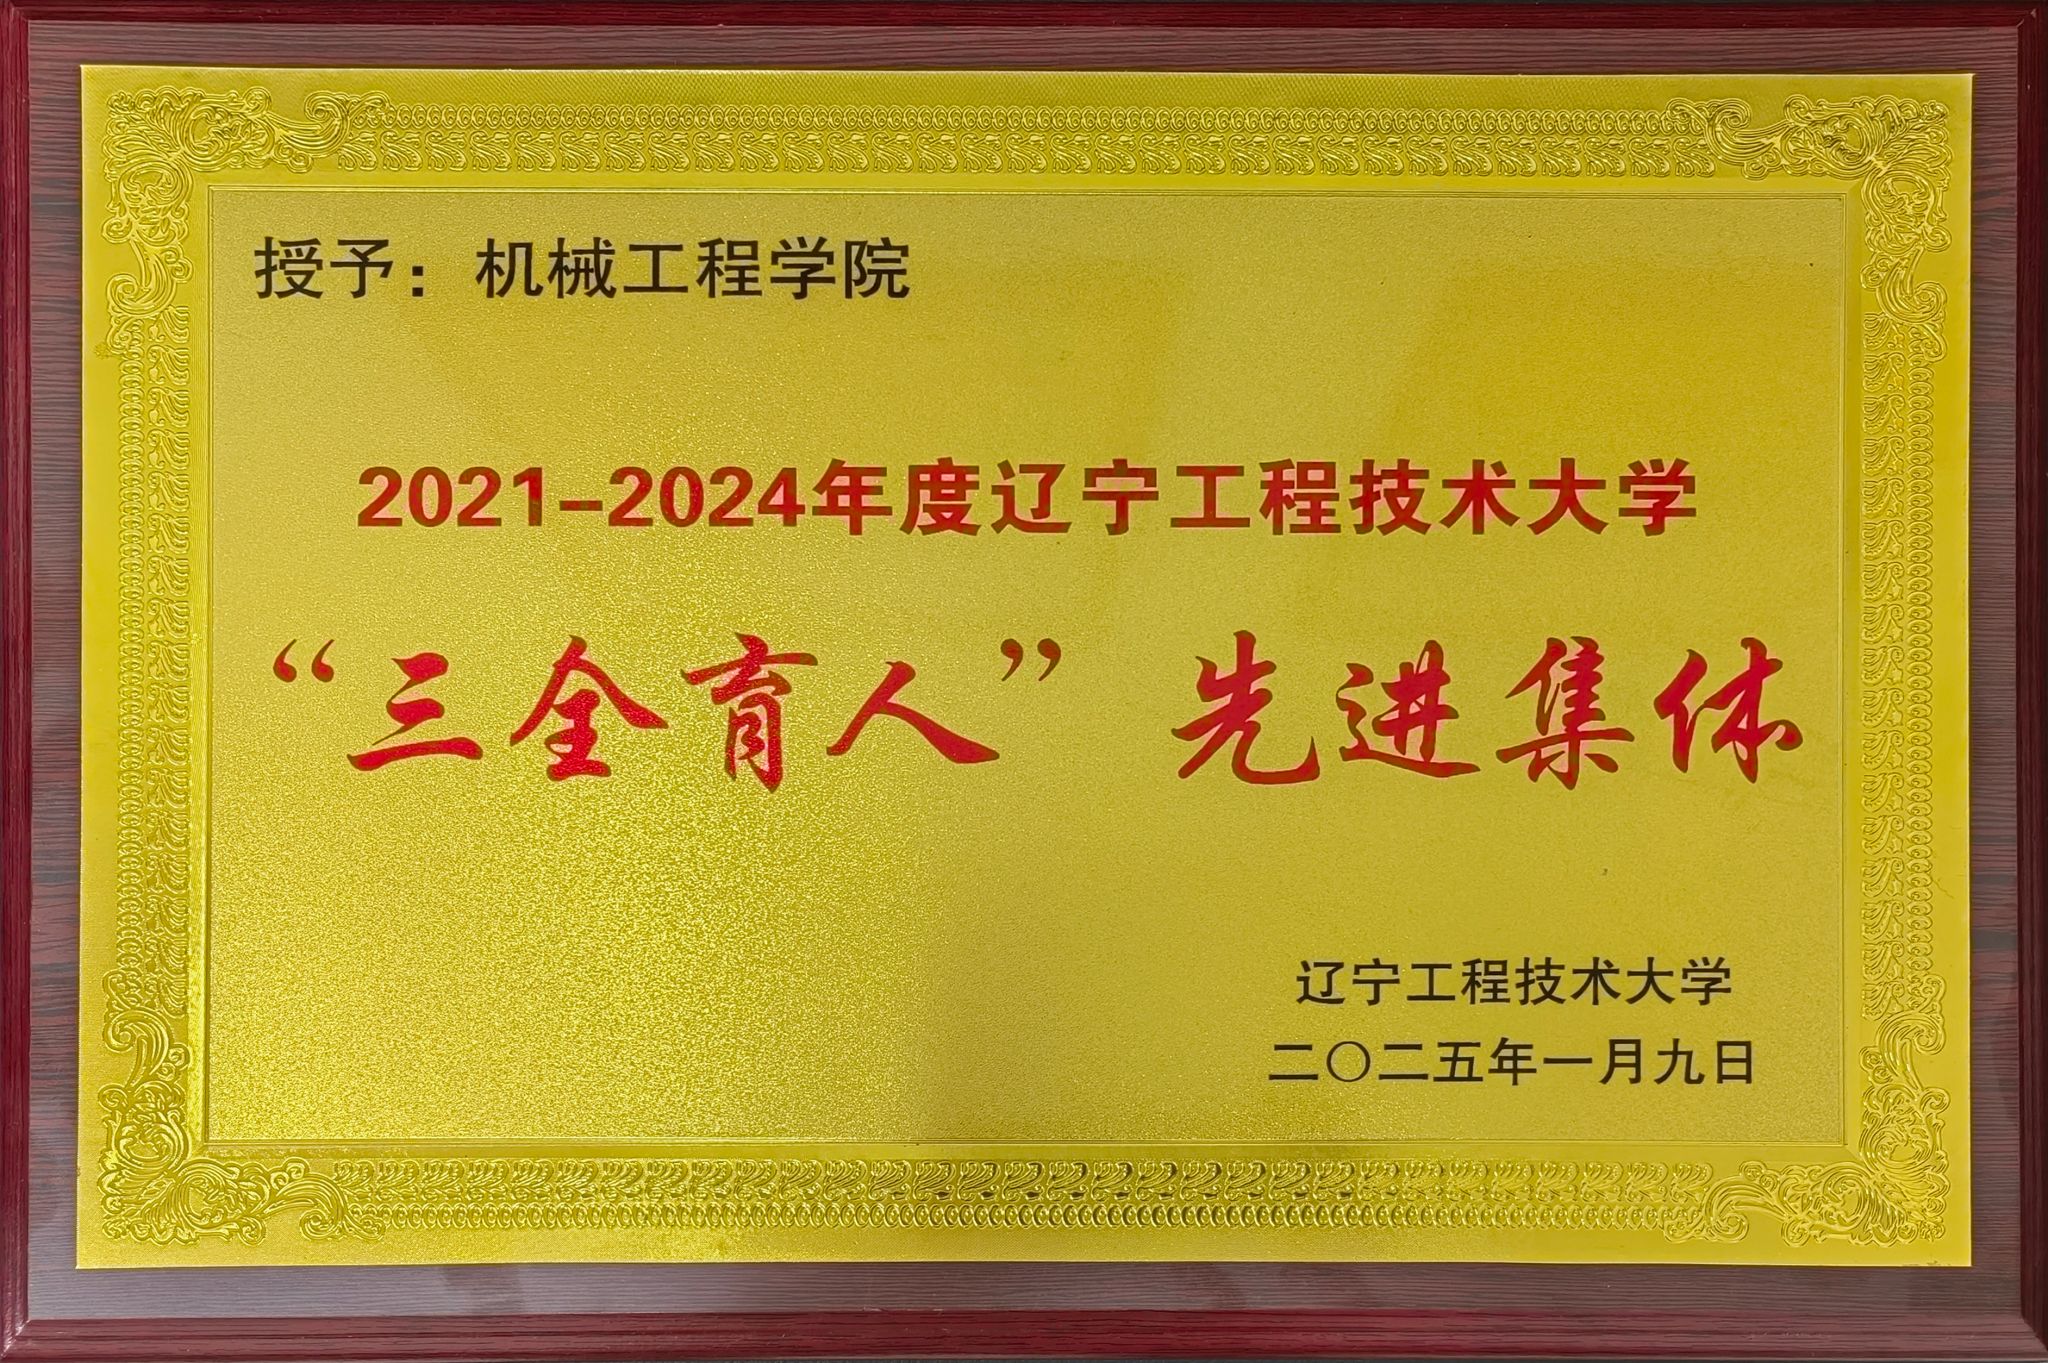 授予：机械工程学院
2021-2024年度辽宁工程技术大学
“三全育人”先进集体
辽宁工程技术大学
二〇二五年一月九日